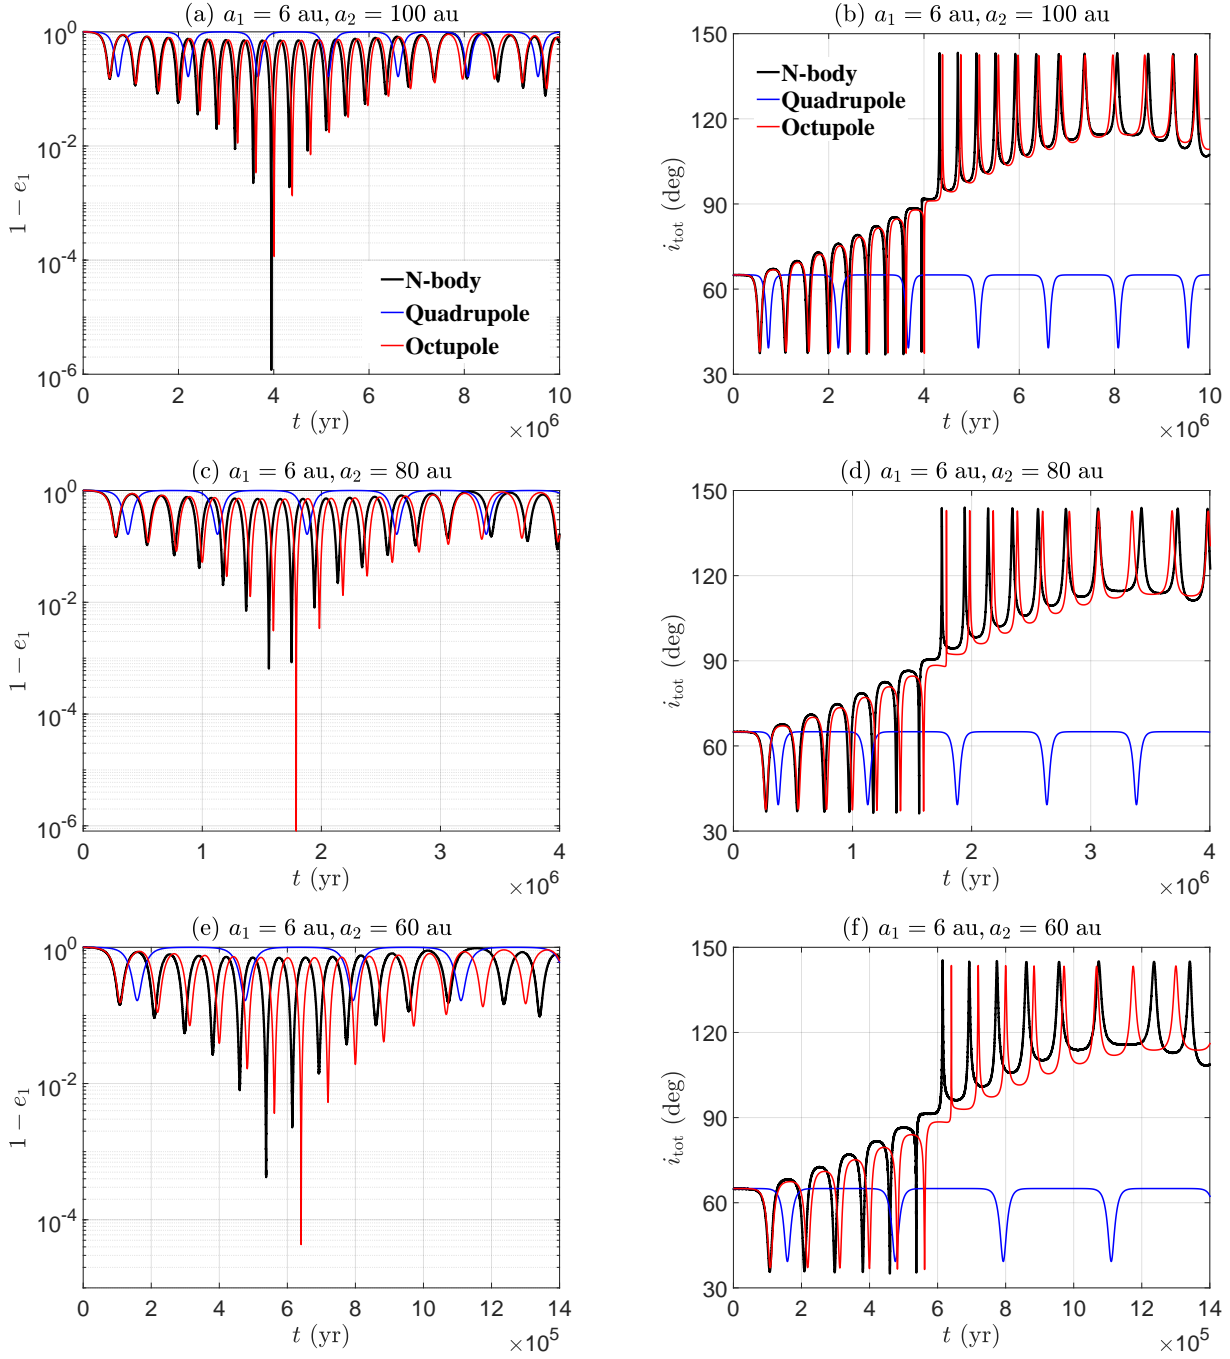 (a) a₁ = 6 au, a₂ = 100 au
10⁰
10⁻²
10⁻⁴
10⁻⁶
1 − e₁
N-body
Quadrupole
Octupole
0 2 4 6 8 10
t (yr)
×10⁶
(b) a₁ = 6 au, a₂ = 100 au
150
120
90
60
30
i_tot (deg)
N-body
Quadrupole
Octupole
0 2 4 6 8 10
t (yr)
×10⁶
(c) a₁ = 6 au, a₂ = 80 au
10⁰
10⁻²
10⁻⁴
10⁻⁶
1 − e₁
0 1 2 3 4
t (yr)
×10⁶
(d) a₁ = 6 au, a₂ = 80 au
150
120
90
60
30
i_tot (deg)
0 1 2 3 4
t (yr)
×10⁶
(e) a₁ = 6 au, a₂ = 60 au
10⁰
10⁻²
10⁻⁴
1 − e₁
0 2 4 6 8 10 12 14
t (yr)
×10⁵
(f) a₁ = 6 au, a₂ = 60 au
150
120
90
60
30
i_tot (deg)
0 2 4 6 8 10 12 14
t (yr)
×10⁵